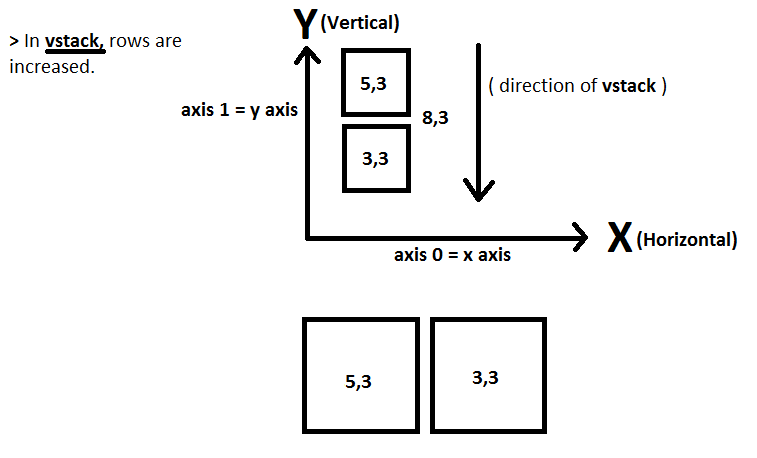 Y (Vertical)
> In vstack, rows are
increased.
5,3
( direction of vstack )
axis 1 = y axis
8,3
3,3
X (Horizontal)
axis 0 = x axis
5,3
3,3